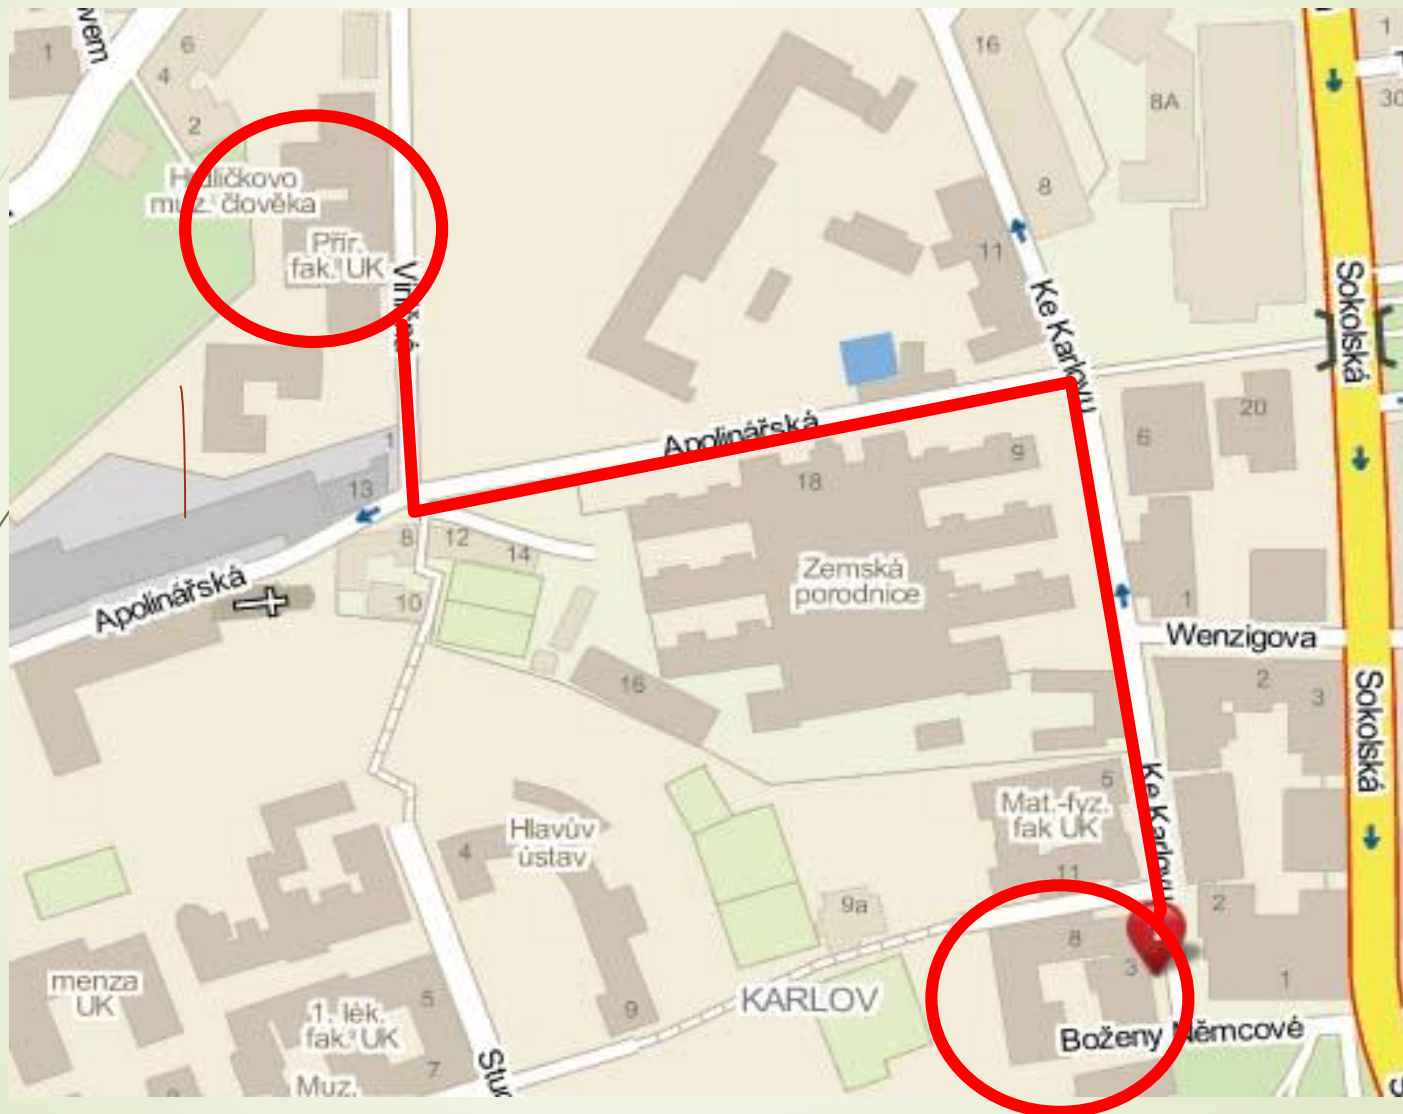 1
6
4
2
16
1
8A
30
Hrdličkovo
muz. člověka
8
Přír.
fak. UK
11
Viničná
Ke Karlovu
Sokolská
Apolinářská
6
20
1
9
18
13
8
12
14
Zemská
porodnice
Apolinářská
10
1
Wenzigova
16
2
3
Sokolská
5
Ke Karlovu
Mat.-fyz.
fak UK
Hlavův
ústav
4
11
9a
2
8
3
menza
UK
5
KARLOV
1
1. lék.
fak. UK
9
Boženy Němcové
7
Muz.